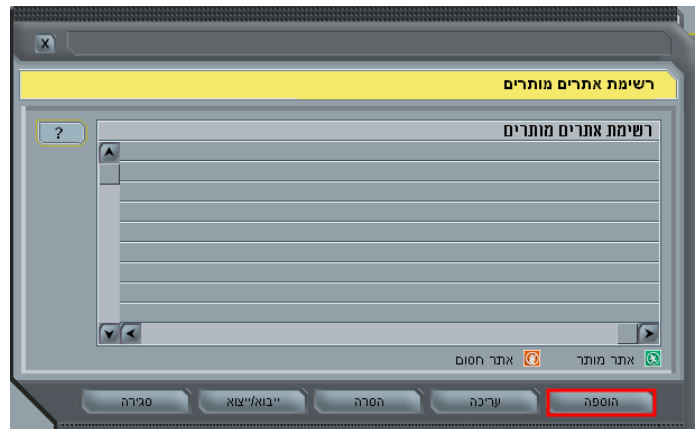 X
רשימת אתרים מותרים
?
רשימת אתרים מותרים
אתר מותר אתר חסום
הוספה עריכה הסרה ייבוא/ייצוא סגירה